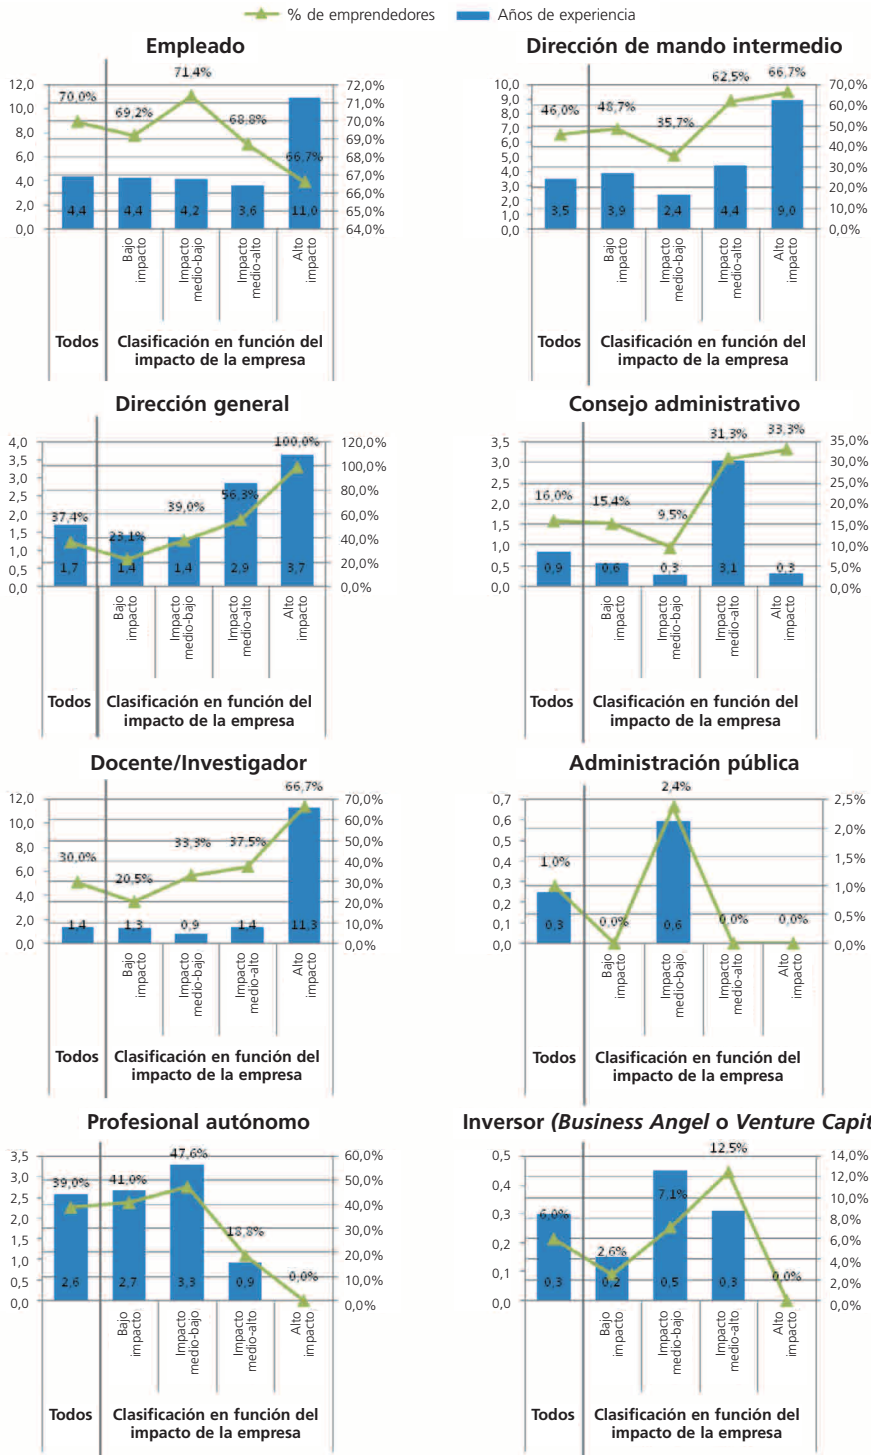 % de emprendedores Años de experiencia
Empleado
12,0
10,0
8,0
6,0
4,0
2,0
0,0
70,0%
69,2%
71,4%
68,8%
66,7%
4,4
4,4
4,2
3,6
11,0
72,0%
71,0%
70,0%
69,0%
68,0%
67,0%
66,0%
65,0%
64,0%
Bajo
impacto
Impacto
medio-bajo
Impacto
medio-alto
Alto
impacto
Todos
Clasificación en función del
impacto de la empresa
Dirección de mando intermedio
10,0
9,0
8,0
7,0
6,0
5,0
4,0
3,0
2,0
1,0
0,0
46,0%
48,7%
35,7%
62,5%
66,7%
3,5
3,9
2,4
4,4
9,0
70,0%
60,0%
50,0%
40,0%
30,0%
20,0%
10,0%
0,0%
Bajo
impacto
Impacto
medio-bajo
Impacto
medio-alto
Alto
impacto
Todos
Clasificación en función del
impacto de la empresa
Dirección general
4,0
3,5
3,0
2,5
2,0
1,5
1,0
0,5
0,0
37,4%
23,1%
39,0%
56,3%
100,0%
1,7
1,4
1,4
2,9
3,7
120,0%
100,0%
80,0%
60,0%
40,0%
20,0%
0,0%
Bajo
impacto
Impacto
medio-bajo
Impacto
medio-alto
Alto
impacto
Todos
Clasificación en función del
impacto de la empresa
Consejo administrativo
3,5
3,0
2,5
2,0
1,5
1,0
0,5
0,0
16,0%
15,4%
9,5%
31,3%
33,3%
0,9
0,6
0,3
3,1
0,3
35,0%
30,0%
25,0%
20,0%
15,0%
10,0%
5,0%
0,0%
Bajo
impacto
Impacto
medio-bajo
Impacto
medio-alto
Alto
impacto
Todos
Clasificación en función del
impacto de la empresa
Docente/Investigador
12,0
10,0
8,0
6,0
4,0
2,0
0,0
30,0%
20,5%
33,3%
37,5%
66,7%
1,4
1,3
0,9
1,4
11,3
70,0%
60,0%
50,0%
40,0%
30,0%
20,0%
10,0%
0,0%
Bajo
impacto
Impacto
medio-bajo
Impacto
medio-alto
Alto
impacto
Todos
Clasificación en función del
impacto de la empresa
Administración pública
0,7
0,6
0,5
0,4
0,3
0,2
0,1
0,0
1,0%
0,0%
2,4%
0,0%
0,0%
0,3
0,6
2,5%
2,0%
1,5%
1,0%
0,5%
0,0%
Bajo
impacto
Impacto
medio-bajo
Impacto
medio-alto
Alto
impacto
Todos
Clasificación en función del
impacto de la empresa
Profesional autónomo
3,5
3,0
2,5
2,0
1,5
1,0
0,5
0,0
39,0%
41,0%
47,6%
18,8%
0,0%
2,6
2,7
3,3
0,9
60,0%
50,0%
40,0%
30,0%
20,0%
10,0%
0,0%
Bajo
impacto
Impacto
medio-bajo
Impacto
medio-alto
Alto
impacto
Todos
Clasificación en función del
impacto de la empresa
Inversor (Business Angel o Venture Capit
0,5
0,4
0,3
0,2
0,1
0,0
6,0%
2,6%
7,1%
12,5%
0,0%
0,3
0,2
0,5
0,3
14,0%
12,0%
10,0%
8,0%
6,0%
4,0%
2,0%
0,0%
Bajo
impacto
Impacto
medio-bajo
Impacto
medio-alto
Alto
impacto
Todos
Clasificación en función del
impacto de la empresa